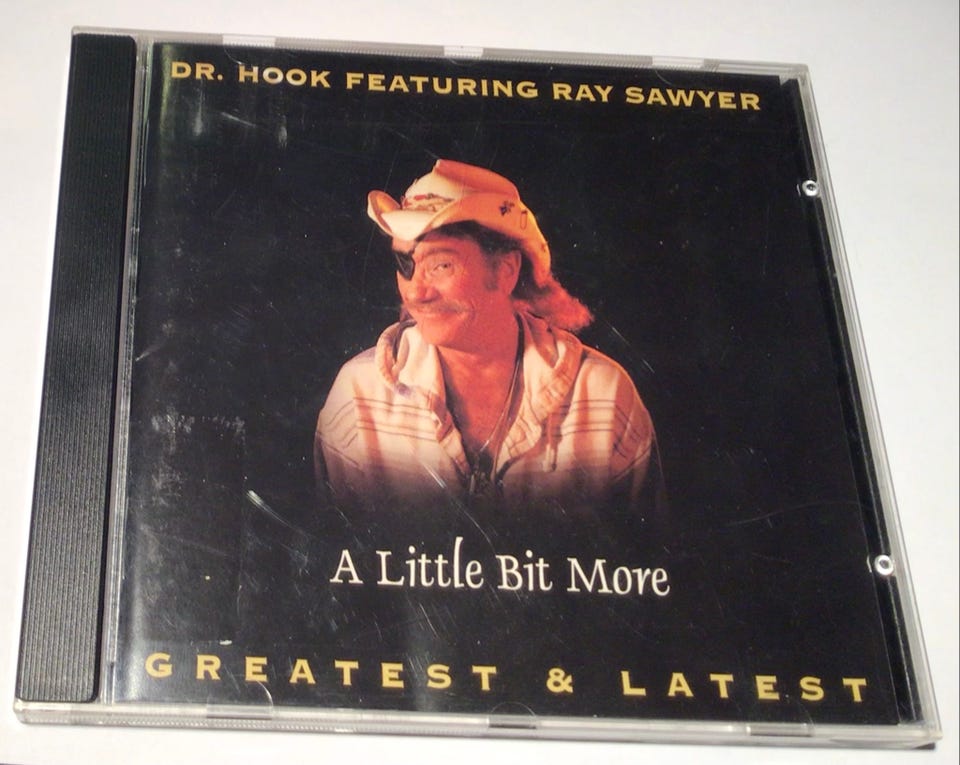 DR. HOOK FEATURING RAY SAWYER
A Little Bit More
GREATEST & LATEST